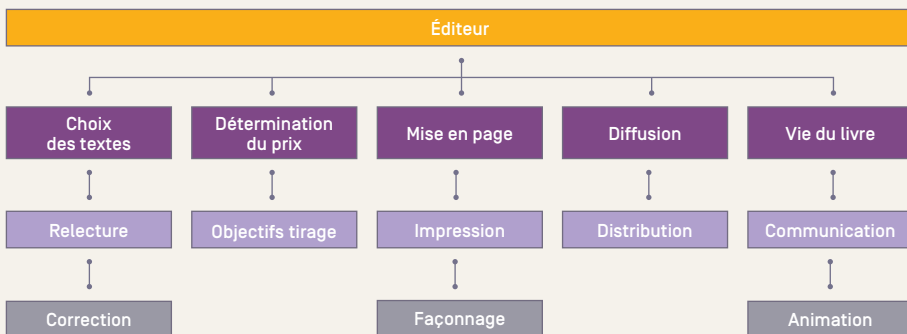 Éditeur
Choix
des textes
Détermination
du prix
Mise en page
Diffusion
Vie du livre
Relecture
Objectifs tirage
Impression
Distribution
Communication
Correction
Façonnage
Animation